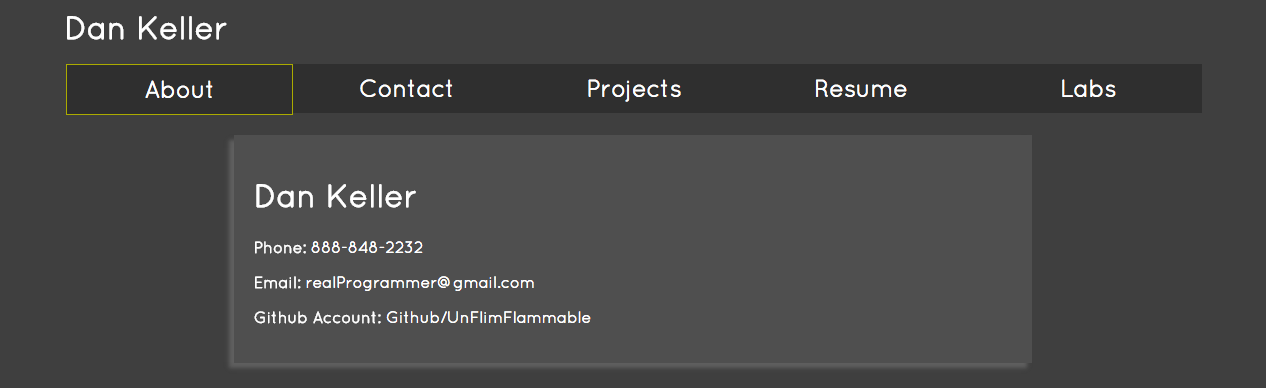 Dan Keller
About Contact Projects Resume Labs
Dan Keller
Phone: 888-848-2232
Email: realProgrammer@gmail.com
Github Account: Github/UnFlimFlammable